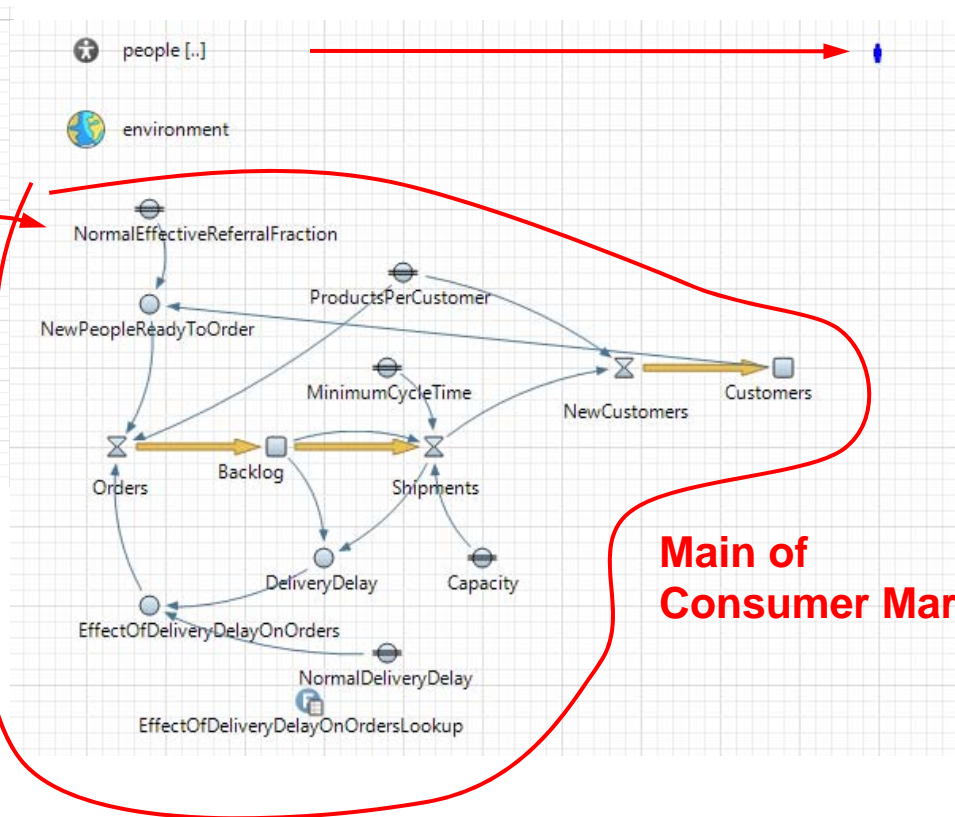 people [..]
environment
NormalEffectiveReferralFraction
ProductsPerCustomer
NewPeopleReadyToOrder
MinimumCycleTime
Customers
NewCustomers
Backlog
Orders
Shipments
Main of
Consumer Mar
DeliveryDelay
Capacity
EffectOfDeliveryDelayOnOrders
NormalDeliveryDelay
EffectOfDeliveryDelayOnOrdersLookup